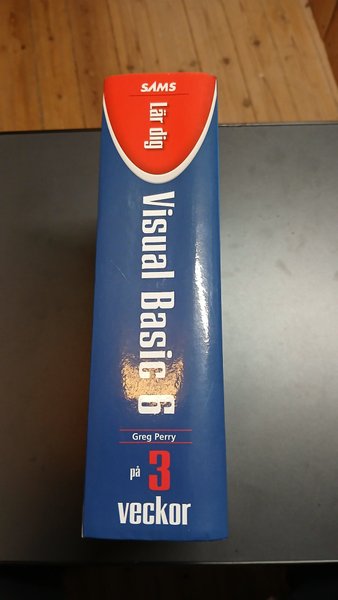 SAMS
Lär dig
Visual Basic 6
Greg Perry
på
3
veckor